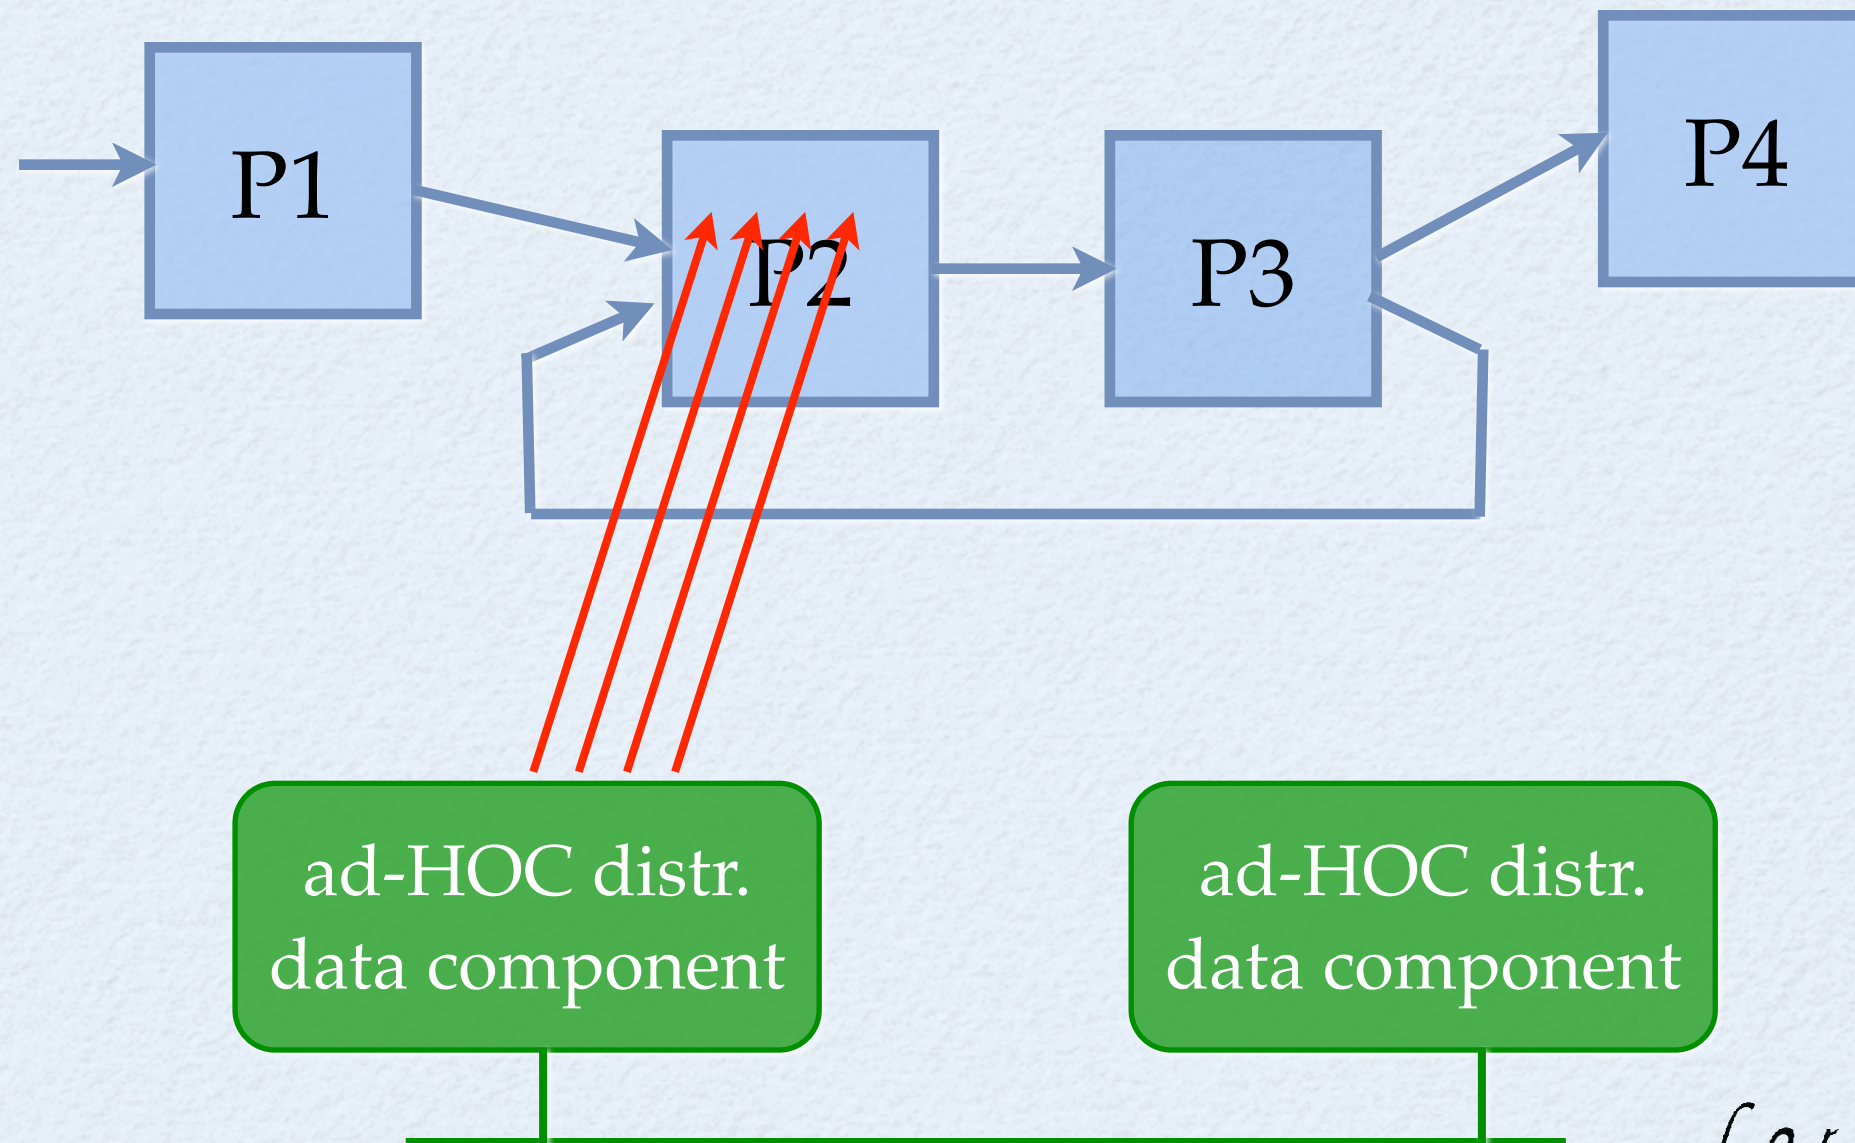 P1
P2
P3
P4
ad-HOC distr.
data component
ad-HOC distr.
data component